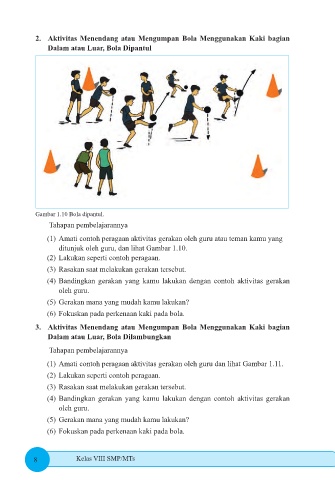 2. Aktivitas Menendang atau Mengumpan Bola Menggunakan Kaki bagian
Dalam atau Luar, Bola Dipantul
Gambar 1.10 Bola dipantul.
Tahapan pembelajarannya
(1) Amati contoh peragaan aktivitas gerakan oleh guru atau teman kamu yang
ditunjuk oleh guru, dan lihat Gambar 1.10.
(2) Lakukan seperti contoh peragaan.
(3) Rasakan saat melakukan gerakan tersebut.
(4) Bandingkan gerakan yang kamu lakukan dengan contoh aktivitas gerakan
oleh guru.
(5) Gerakan mana yang mudah kamu lakukan?
(6) Fokuskan pada perkenaan kaki pada bola.
3. Aktivitas Menendang atau Mengumpan Bola Menggunakan Kaki bagian
Dalam atau Luar, Bola Dilambungkan
Tahapan pembelajarannya
(1) Amati contoh peragaan aktivitas gerakan oleh guru dan lihat Gambar 1.11.
(2) Lakukan seperti contoh peragaan.
(3) Rasakan saat melakukan gerakan tersebut.
(4) Bandingkan gerakan yang kamu lakukan dengan contoh aktivitas gerakan
oleh guru.
(5) Gerakan mana yang mudah kamu lakukan?
(6) Fokuskan pada perkenaan kaki pada bola.
8 Kelas VIII SMP/MTs